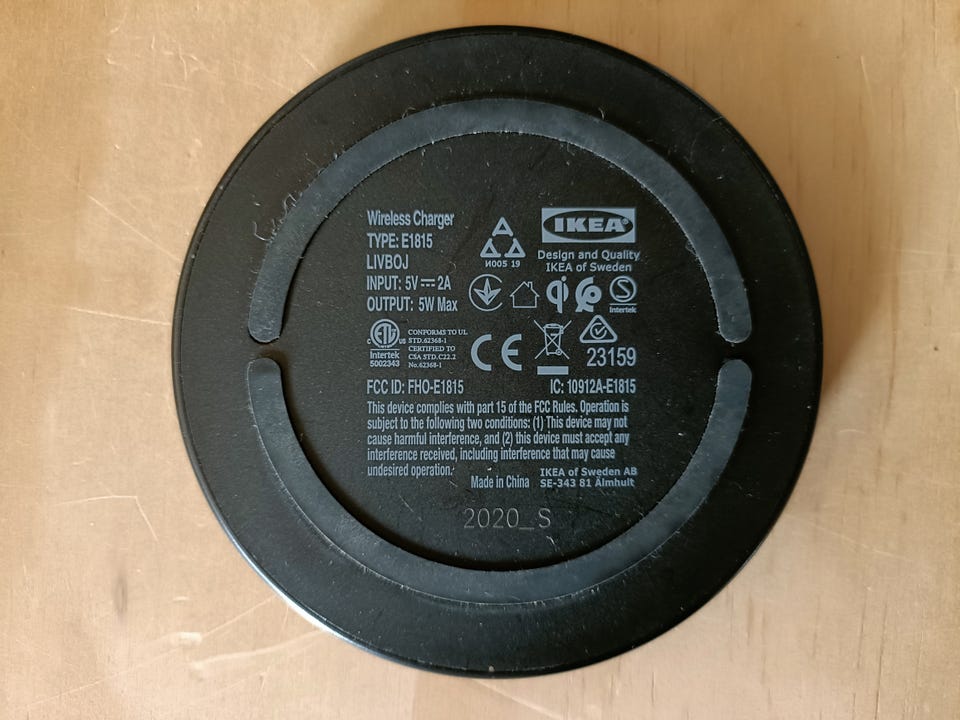 Wireless Charger
TYPE: E1815
LIVBOJ
INPUT: 5V ⎓ 2A
OUTPUT: 5W Max
И005 19
IKEA®
Design and Quality
IKEA of Sweden
Intertek
c ETL us
Intertek
5002343
CONFORMS TO UL
STD.62368-1
CERTIFIED TO
CSA STD.C22.2
No.62368-1
CE
23159
FCC ID: FHO-E1815
IC: 10912A-E1815
This device complies with part 15 of the FCC Rules. Operation is
subject to the following two conditions: (1) This device may not
cause harmful interference, and (2) this device must accept any
interference received, including interference that may cause
undesired operation.
Made in China
IKEA of Sweden AB
SE-343 81 Älmhult
2020_S